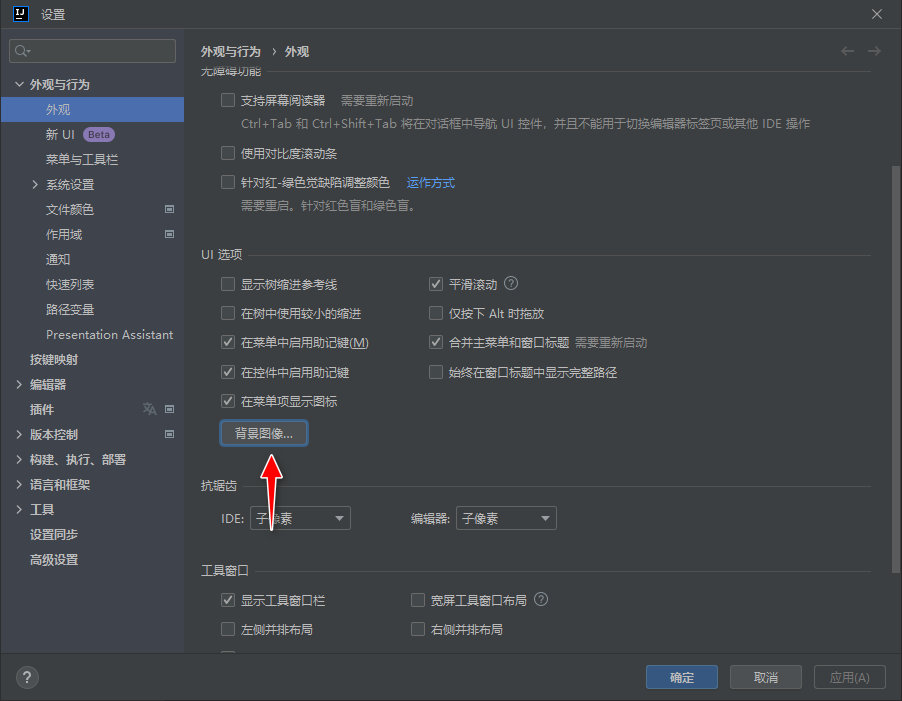 设置
外观与行为
外观
新 UI Beta
菜单与工具栏
系统设置
文件颜色
作用域
通知
快速列表
路径变量
Presentation Assistant
按键映射
编辑器
插件
版本控制
构建、执行、部署
语言和框架
工具
设置同步
高级设置
外观与行为 › 外观
无障碍功能
支持屏幕阅读器 需要重新启动
Ctrl+Tab 和 Ctrl+Shift+Tab 将在对话框中导航 UI 控件，并且不能用于切换编辑器标签页或其他 IDE 操作
使用对比度滚动条
针对红-绿色觉缺陷调整颜色 运作方式
需要重启。针对红色盲和绿色盲。
UI 选项
显示树缩进参考线 平滑滚动 ?
在树中使用较小的缩进 仅按下 Alt 时拖放
在菜单中启用助记键(M) 合并主菜单和窗口标题 需要重新启动
在控件中启用助记键 始终在窗口标题中显示完整路径
在菜单项显示图标
背景图像...
抗锯齿
IDE: 子像素 编辑器: 子像素
工具窗口
显示工具窗口栏 宽屏工具窗口布局 ?
左侧并排布局 右侧并排布局
? 确定 取消 应用(A)